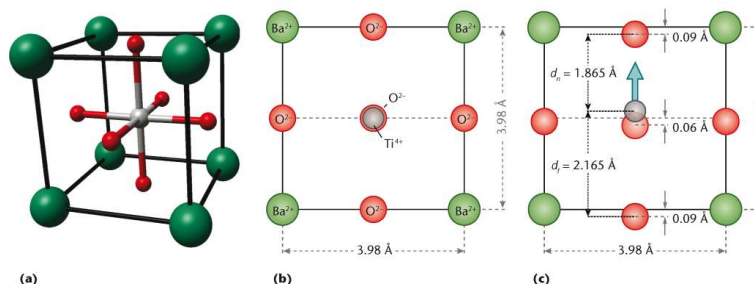 Ba²⁺ O²⁻ Ba²⁺
O²⁻ O²⁻ O²⁻
Ti⁴⁺
3.98 Å
Ba²⁺ O²⁻ Ba²⁺
3.98 Å
0.09 Å
dₙ = 1.865 Å
0.06 Å
dₗ = 2.165 Å
0.09 Å
3.98 Å
(a) (b) (c)